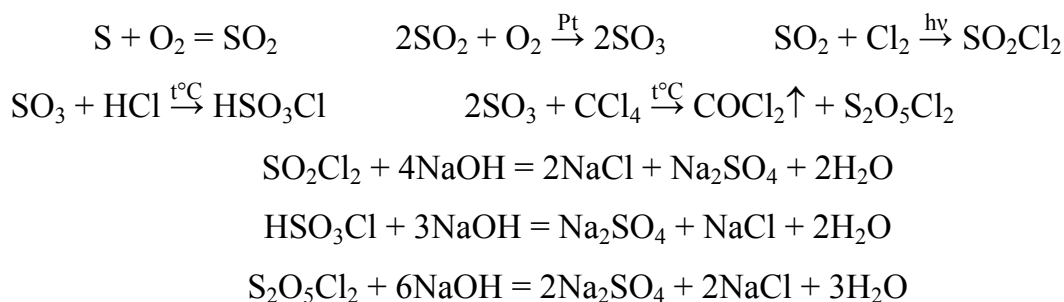 S + O₂ = SO₂ 2SO₂ + O₂ →^Pt 2SO₃ SO₂ + Cl₂ →^hν SO₂Cl₂
SO₃ + HCl →^t°C HSO₃Cl 2SO₃ + CCl₄ →^t°C COCl₂↑ + S₂O₅Cl₂
SO₂Cl₂ + 4NaOH = 2NaCl + Na₂SO₄ + 2H₂O
HSO₃Cl + 3NaOH = Na₂SO₄ + NaCl + 2H₂O
S₂O₅Cl₂ + 6NaOH = 2Na₂SO₄ + 2NaCl + 3H₂O